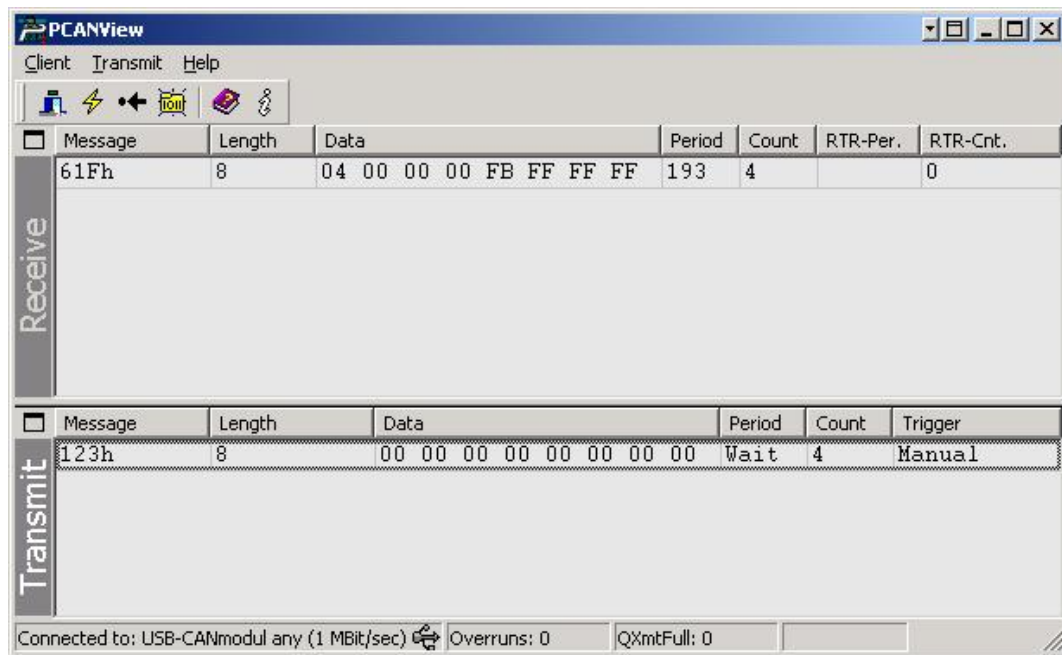 PCANView
Client Transmit Help
Message Length Data Period Count RTR-Per. RTR-Cnt.
61Fh 8 04 00 00 00 FB FF FF FF 193 4 0
Receive
Message Length Data Period Count Trigger
123h 8 00 00 00 00 00 00 00 00 Wait 4 Manual
Transmit
Connected to: USB-CANmodul any (1 MBit/sec) Overruns: 0 QXmtFull: 0